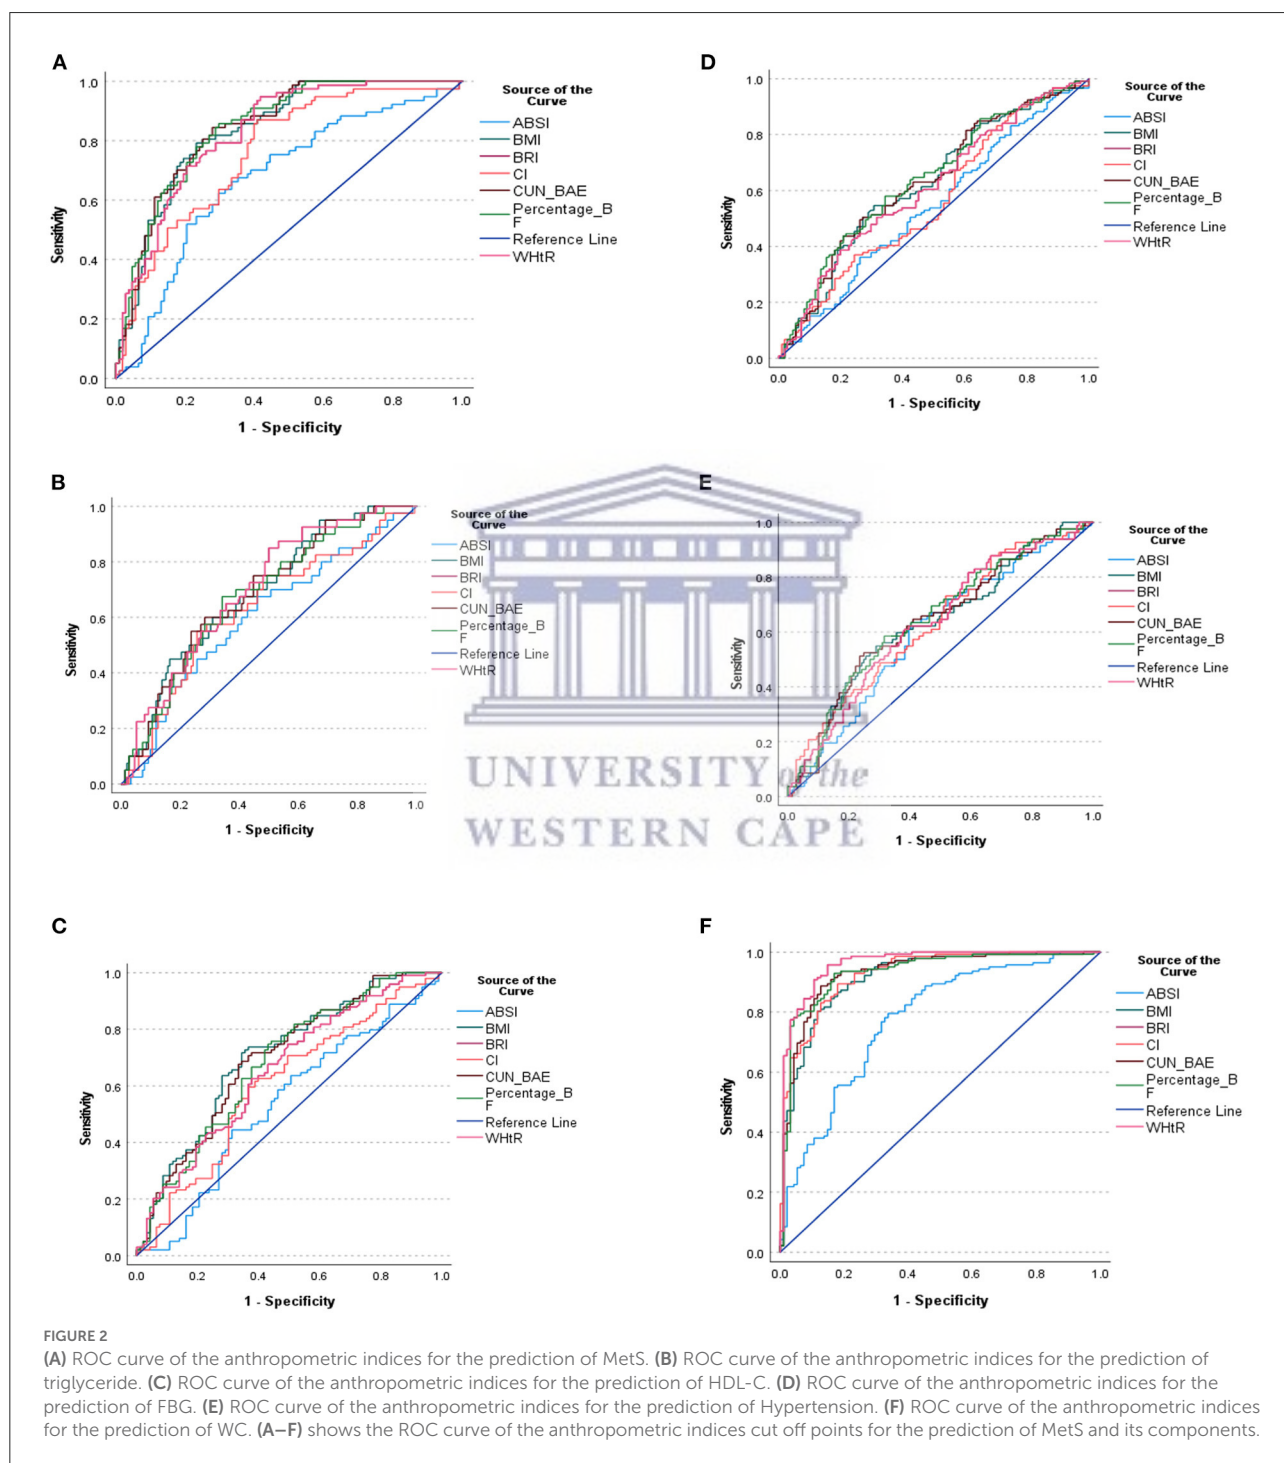 A
1.0
0.8
0.6
0.4
0.2
0.0
Sensitivity
0.0 0.2 0.4 0.6 0.8 1.0
1 - Specificity
Source of the
Curve
ABSI
BMI
BRI
CI
CUN_BAE
Percentage_B
F
Reference Line
WHtR
D
1.0
0.8
0.6
0.4
0.2
0.0
Sensitivity
0.0 0.2 0.4 0.6 0.8 1.0
1 - Specificity
Source of the
Curve
ABSI
BMI
BRI
CI
CUN_BAE
Percentage_B
F
Reference Line
WHtR
B
1.0
0.8
0.6
0.4
0.2
0.0
Sensitivity
0.0 0.2 0.4 0.6 0.8 1.0
1 - Specificity
Source of the
Curve
ABSI
BMI
BRI
CI
CUN_BAE
Percentage_B
F
Reference Line
WHtR
E
1.0
0.8
0.6
0.4
0.2
0.0
Sensitivity
0.0 0.2 0.4 0.6 0.8 1.0
1 - Specificity
Source of the
Curve
ABSI
BMI
BRI
CI
CUN_BAE
Percentage_B
F
Reference Line
WHtR
UNIVERSITY of the
WESTERN CAPE
C
1.0
0.8
0.6
0.4
0.2
0.0
Sensitivity
0.0 0.2 0.4 0.6 0.8 1.0
1 - Specificity
Source of the
Curve
ABSI
BMI
BRI
CI
CUN_BAE
Percentage_B
F
Reference Line
WHtR
F
1.0
0.8
0.6
0.4
0.2
0.0
Sensitivity
0.0 0.2 0.4 0.6 0.8 1.0
1 - Specificity
Source of the
Curve
ABSI
BMI
BRI
CI
CUN_BAE
Percentage_B
F
Reference Line
WHtR
FIGURE 2
(A) ROC curve of the anthropometric indices for the prediction of MetS. (B) ROC curve of the anthropometric indices for the prediction of
triglyceride. (C) ROC curve of the anthropometric indices for the prediction of HDL-C. (D) ROC curve of the anthropometric indices for the
prediction of FBG. (E) ROC curve of the anthropometric indices for the prediction of Hypertension. (F) ROC curve of the anthropometric indices
for the prediction of WC. (A–F) shows the ROC curve of the anthropometric indices cut off points for the prediction of MetS and its components.